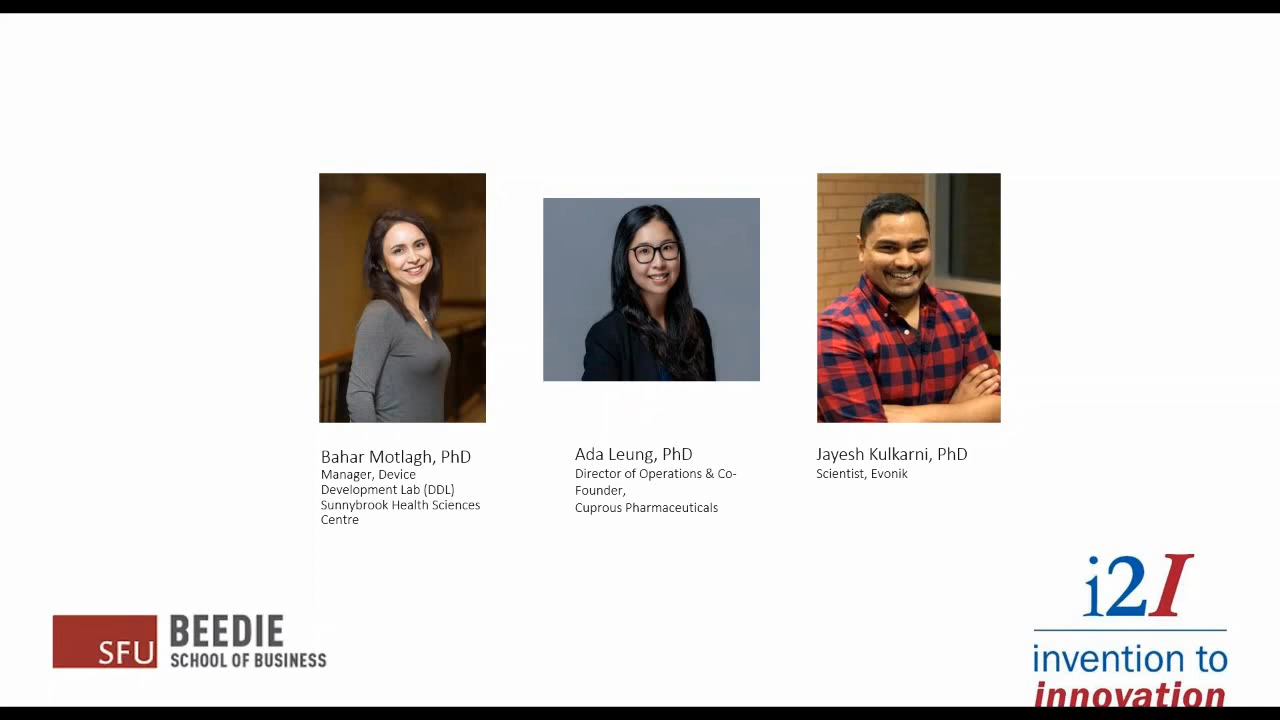 Bahar Motlagh, PhD
Manager, Device
Development Lab (DDL)
Sunnybrook Health Sciences
Centre
Ada Leung, PhD
Director of Operations & Co-
Founder,
Cuprous Pharmaceuticals
Jayesh Kulkarni, PhD
Scientist, Evonik
SFU
BEEDIE
SCHOOL OF BUSINESS
i2I
invention to
innovation